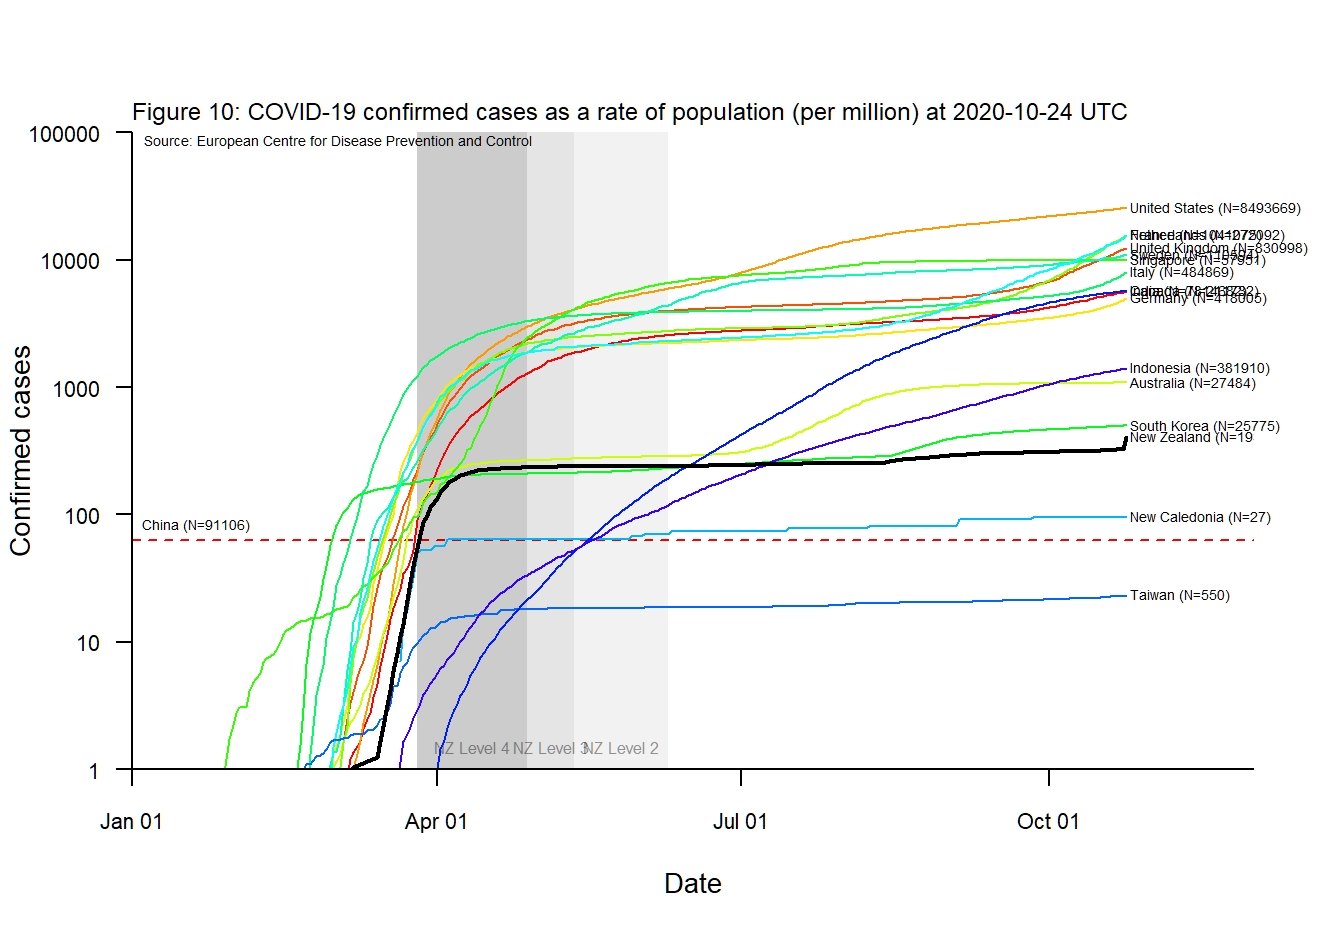 Figure 10: COVID-19 confirmed cases as a rate of population (per million) at 2020-10-24 UTC
Source: European Centre for Disease Prevention and Control
Confirmed cases
100000
10000
1000
100
10
1
United States (N=8493669)
United Kingdom (N=830998)
Singapore (N=57951)
Italy (N=484869)
Germany (N=418005)
Indonesia (N=381910)
Australia (N=27484)
South Korea (N=25775)
New Zealand (N=19
China (N=91106)
New Caledonia (N=27)
Taiwan (N=550)
NZ Level 4
NZ Level 3
NZ Level 2
Jan 01
Apr 01
Jul 01
Oct 01
Date